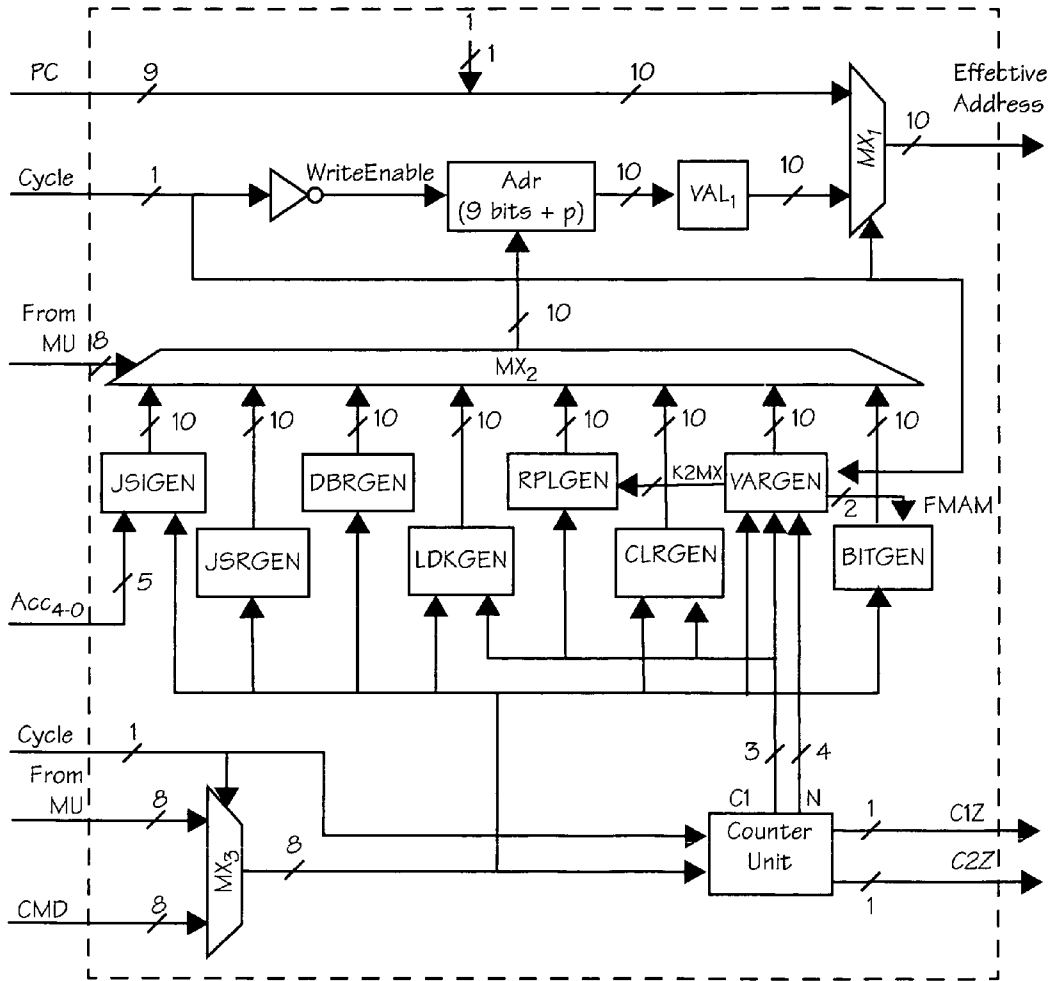 1
1
PC
9
10
Effective
Address
10
MX1
Cycle
1
WriteEnable
Adr
(9 bits + p)
10
VAL1
10
From
MU
8
10
MX2
10
10
10
10
10
10
10
10
JSIGEN
DBRGEN
RPLGEN
K2MX
VARGEN
2
FMAM
JSRGEN
LDKGEN
CLRGEN
BITGEN
5
Acc4-0
Cycle
1
From
MU
8
MX3
8
CMD
8
3
4
C1
N
Counter
Unit
1
C1Z
C2Z
1